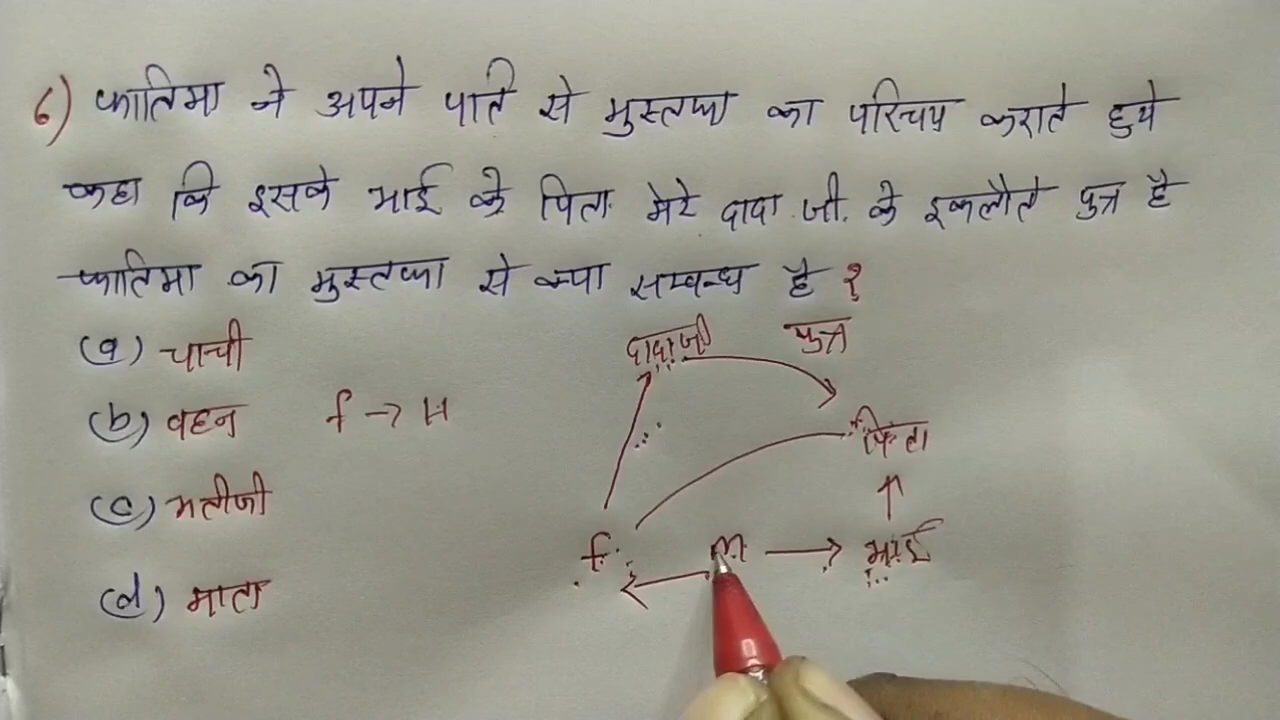 6) फातिमा ने अपने पति से मुस्तफा का परिचय कराते हुये
कहा कि इसके भाई के पिता मेरे दादा जी. के इकलौते पुत्र है
फातिमा का मुस्तफा से क्या सम्बन्ध है ?
(a) चाची
(b) बहन
(c) भतीजी
(d) माता
f → M
दादाजी पुत्र
पिता
f m → भाई